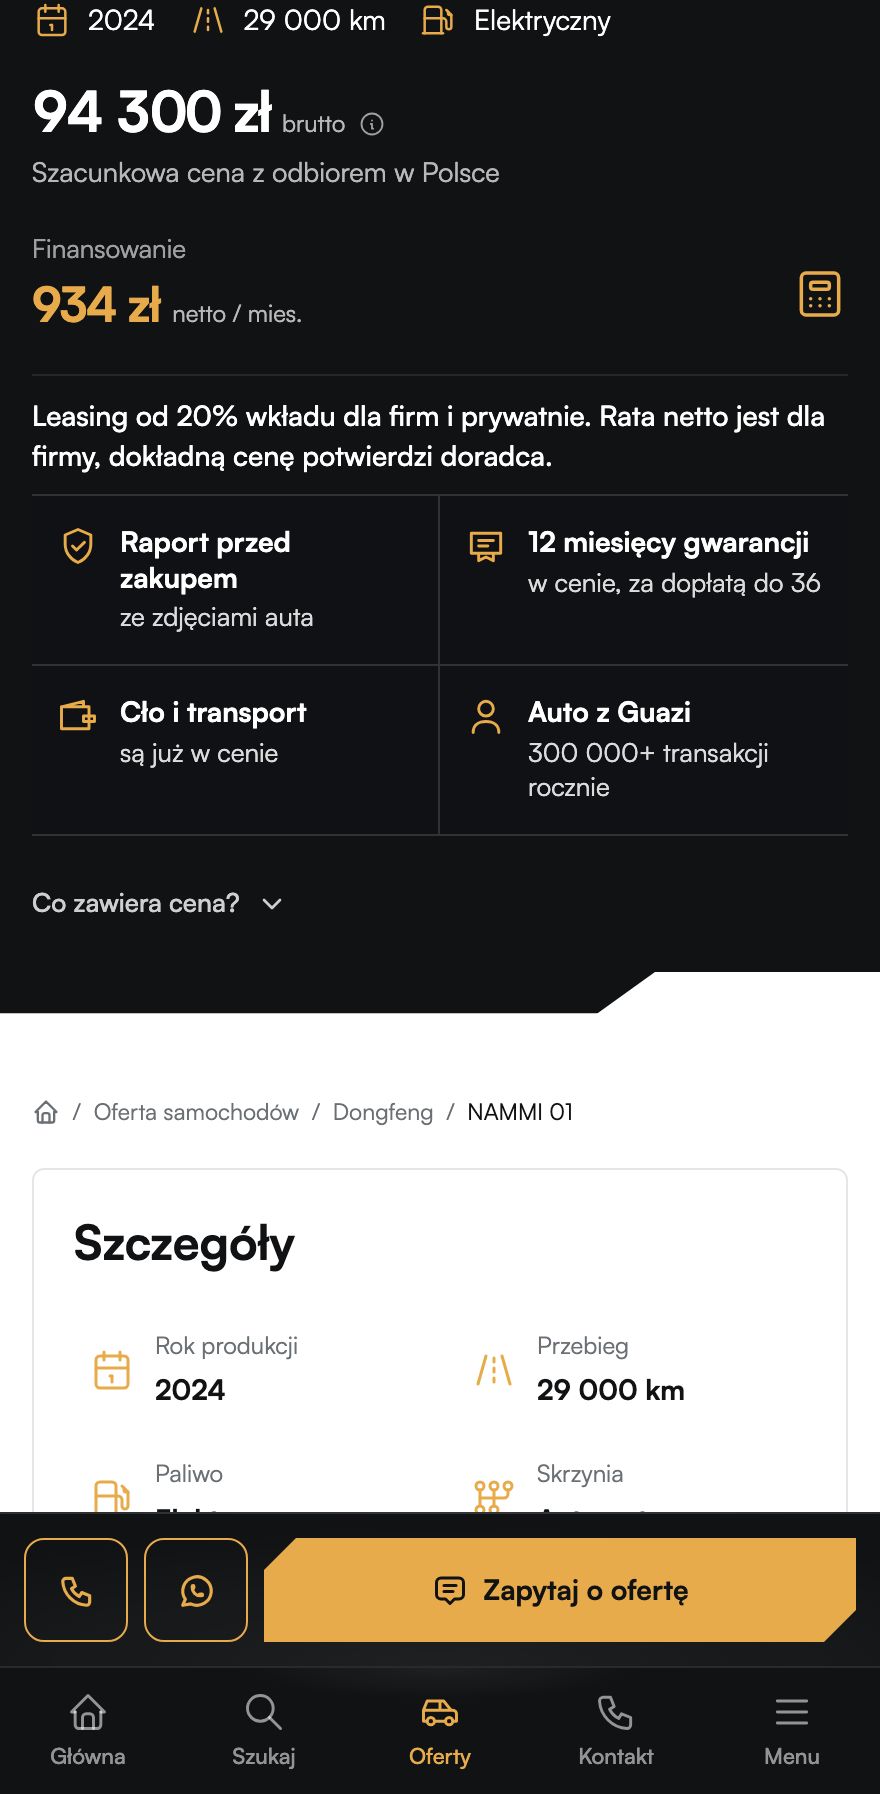 2024 29 000 km Elektryczny
94 300 zł brutto
Szacunkowa cena z odbiorem w Polsce
Finansowanie
934 zł netto / mies.
Leasing od 20% wkładu dla firm i prywatnie. Rata netto jest dla
firmy, dokładną cenę potwierdzi doradca.
Raport przed
zakupem
ze zdjęciami auta
12 miesięcy gwarancji
w cenie, za dopłatą do 36
Cło i transport
są już w cenie
Auto z Guazi
300 000+ transakcji
rocznie
Co zawiera cena?
/ Oferta samochodów / Dongfeng / NAMMI 01
Szczegóły
Rok produkcji
2024
Przebieg
29 000 km
Paliwo
Skrzynia
Zapytaj o ofertę
Główna
Szukaj
Oferty
Kontakt
Menu